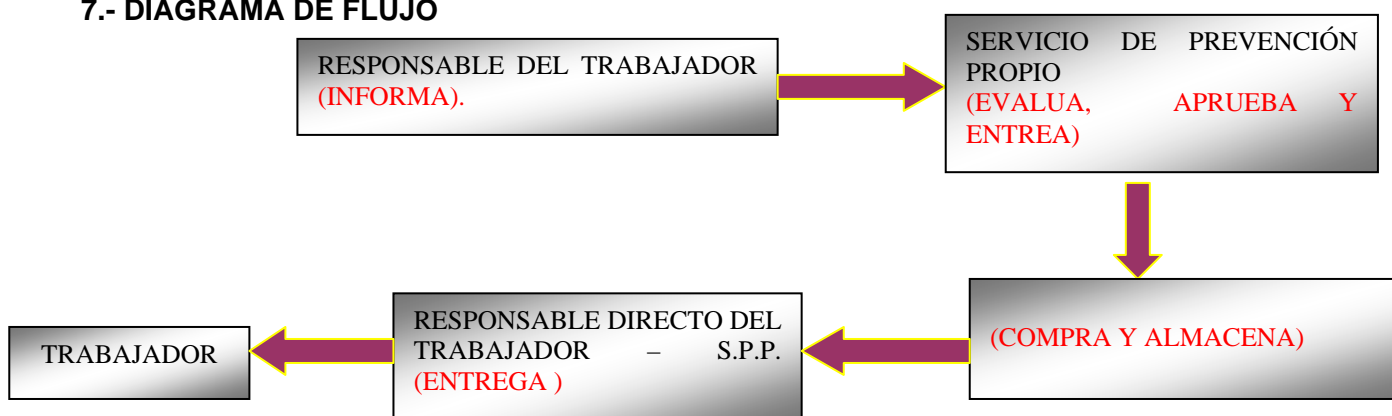 7.- DIAGRAMA DE FLUJO
RESPONSABLE DEL TRABAJADOR
(INFORMA).
SERVICIO DE PREVENCIÓN
PROPIO
(EVALUA, APRUEBA Y
ENTREA)
(COMPRA Y ALMACENA)
RESPONSABLE DIRECTO DEL
TRABAJADOR – S.P.P.
(ENTREGA )
TRABAJADOR